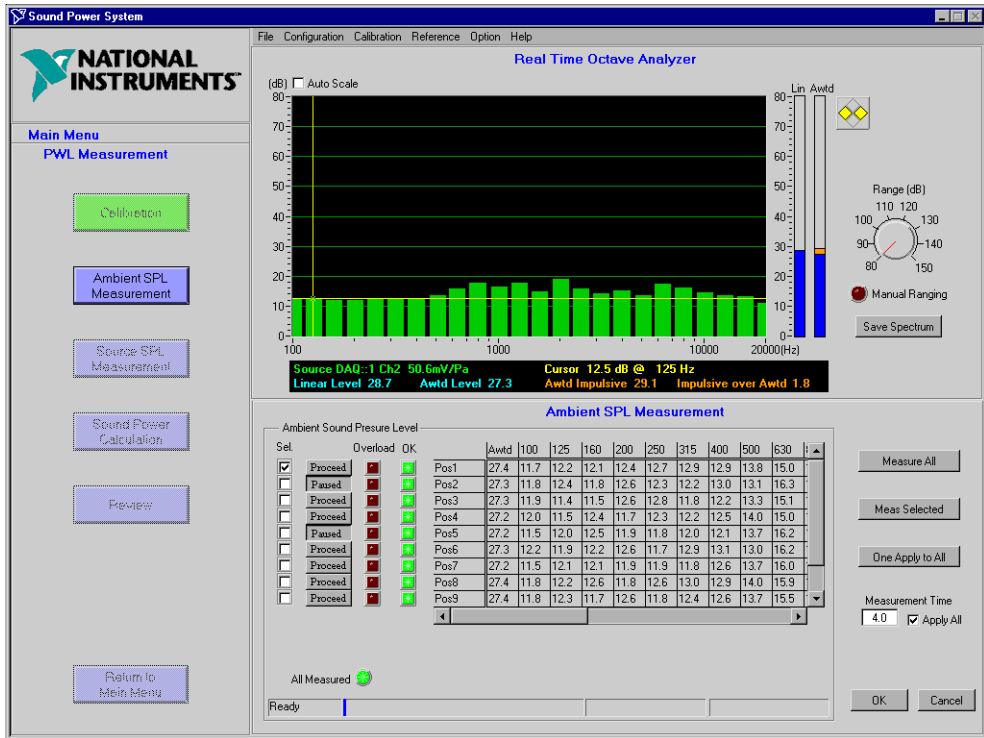 Sound Power System
File Configuration Calibration Reference Option Help
NATIONAL
INSTRUMENTS™
Main Menu
PWL Measurement
Calibration
Ambient SPL
Measurement
Source SPL
Measurement
Sound Power
Calculation
Review
Return to
Main Menu
Real Time Octave Analyzer
(dB) Auto Scale
80
70
60
50
40
30
20
10
0
100 1000 10000 20000(Hz)
Lin Awtd
80
70
60
50
40
30
20
10
0
Range (dB)
110 120
100 130
90 140
80 150
Manual Ranging
Save Spectrum
Source DAQ::1 Ch2 50.6mV/Pa Cursor 12.5 dB @ 125 Hz
Linear Level 28.7 Awtd Level 27.3 Awtd Impulsive 29.1 Impulsive over Awtd 1.8
Ambient SPL Measurement
Ambient Sound Presure Level
Sel. Overload OK Awtd 100 125 160 200 250 315 400 500 630
Proceed Pos1 27.4 11.7 12.2 12.1 12.4 12.7 12.9 12.9 13.8 15.0
Paused Pos2 27.3 11.8 12.4 11.8 12.6 12.3 12.2 13.0 13.1 16.3
Proceed Pos3 27.3 11.9 11.4 11.5 12.6 12.8 11.8 12.2 13.3 15.1
Proceed Pos4 27.2 12.0 11.5 12.4 11.7 12.3 12.2 12.5 14.0 15.0
Paused Pos5 27.2 11.5 12.0 12.5 11.9 11.8 12.0 12.1 13.7 16.2
Proceed Pos6 27.3 12.2 11.9 12.2 12.6 11.7 12.9 13.1 13.0 16.2
Proceed Pos7 27.2 11.5 12.1 12.1 11.9 11.9 11.8 12.6 13.7 16.0
Proceed Pos8 27.4 11.8 12.2 12.6 11.8 12.6 13.0 12.9 14.0 15.9
Proceed Pos9 27.4 11.8 12.3 11.7 12.6 11.8 12.4 12.6 13.7 15.5
Measure All
Meas Selected
One Apply to All
Measurement Time
4.0 Apply All
All Measured
Ready
OK Cancel